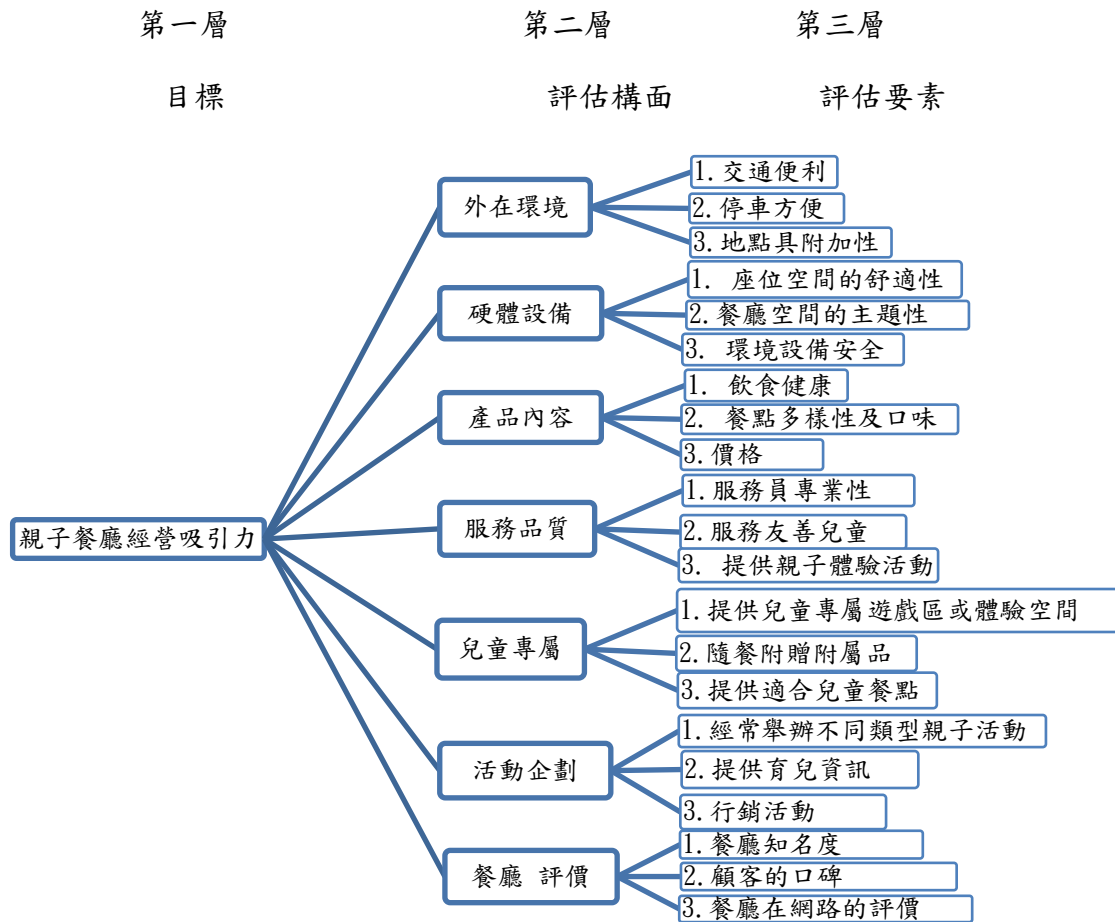 第一層 第二層 第三層
目標 評估構面 評估要素
親子餐廳經營吸引力
外在環境
1.交通便利
2.停車方便
3.地點具附加性
硬體設備
1. 座位空間的舒適性
2.餐廳空間的主題性
3. 環境設備安全
產品內容
1. 飲食健康
2. 餐點多樣性及口味
3.價格
服務品質
1.服務員專業性
2.服務友善兒童
3. 提供親子體驗活動
兒童專屬
1.提供兒童專屬遊戲區或體驗空間
2.隨餐附贈附屬品
3.提供適合兒童餐點
活動企劃
1.經常舉辦不同類型親子活動
2.提供育兒資訊
3.行銷活動
餐廳 評價
1.餐廳知名度
2.顧客的口碑
3.餐廳在網路的評價